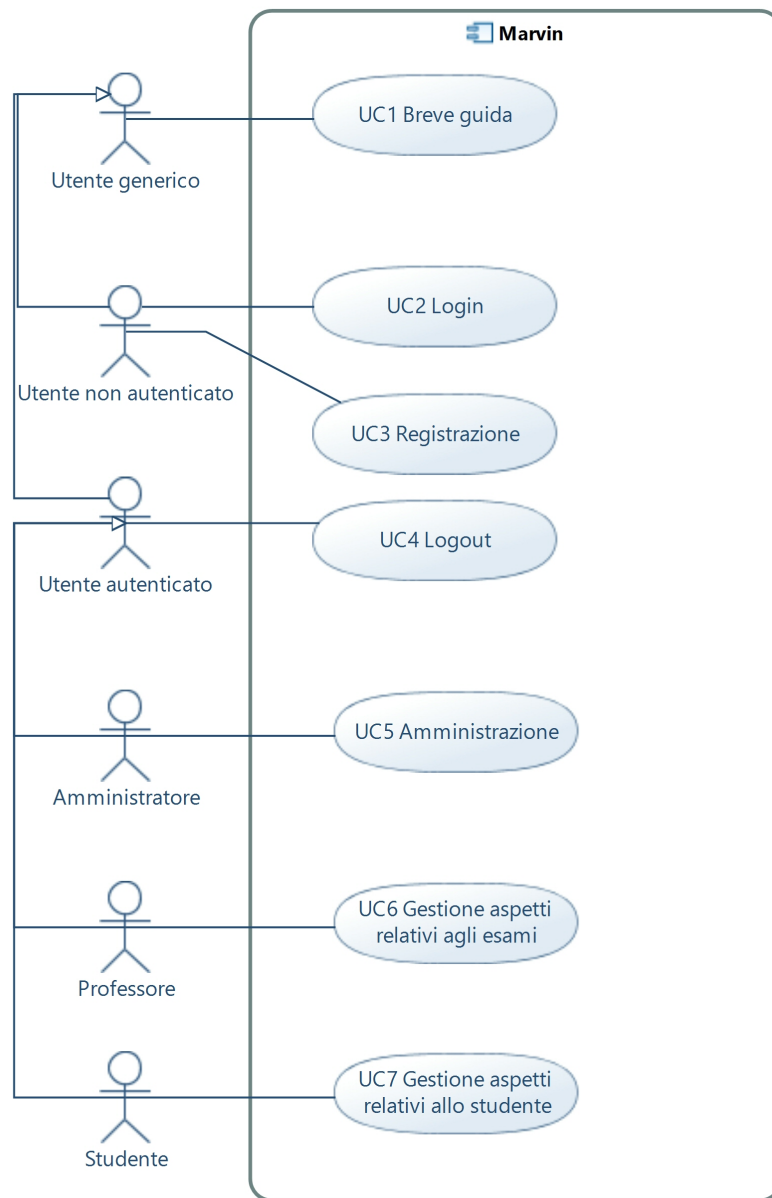 Marvin
UC1 Breve guida
Utente generico
UC2 Login
Utente non autenticato
UC3 Registrazione
UC4 Logout
Utente autenticato
UC5 Amministrazione
Amministratore
UC6 Gestione aspetti
relativi agli esami
Professore
UC7 Gestione aspetti
relativi allo studente
Studente